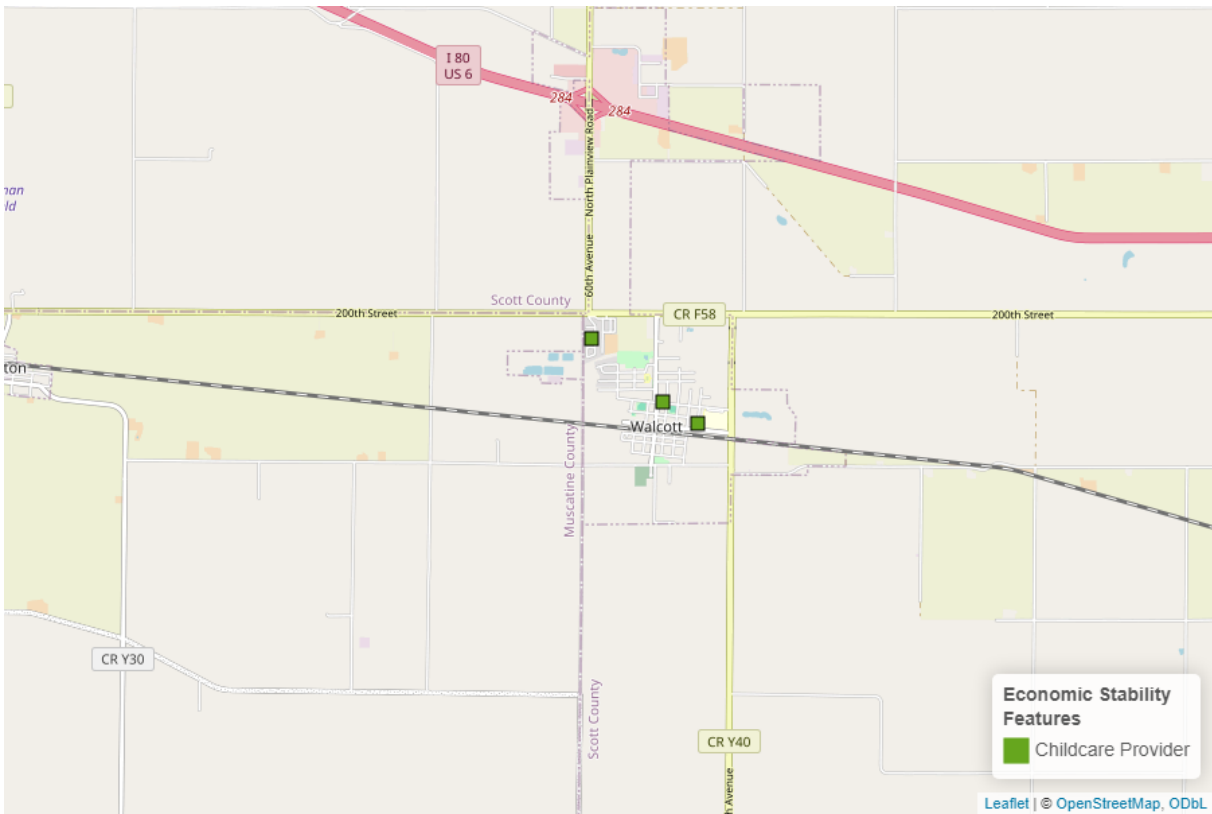 I 80
US 6
284
284
North Plainview Road
60th Avenue
Scott County
200th Street
CR F58
200th Street
Walcott
Muscatine County
Scott County
CR Y30
CR Y40
Economic Stability
Features
Childcare Provider
Leaflet | © OpenStreetMap, ODbL